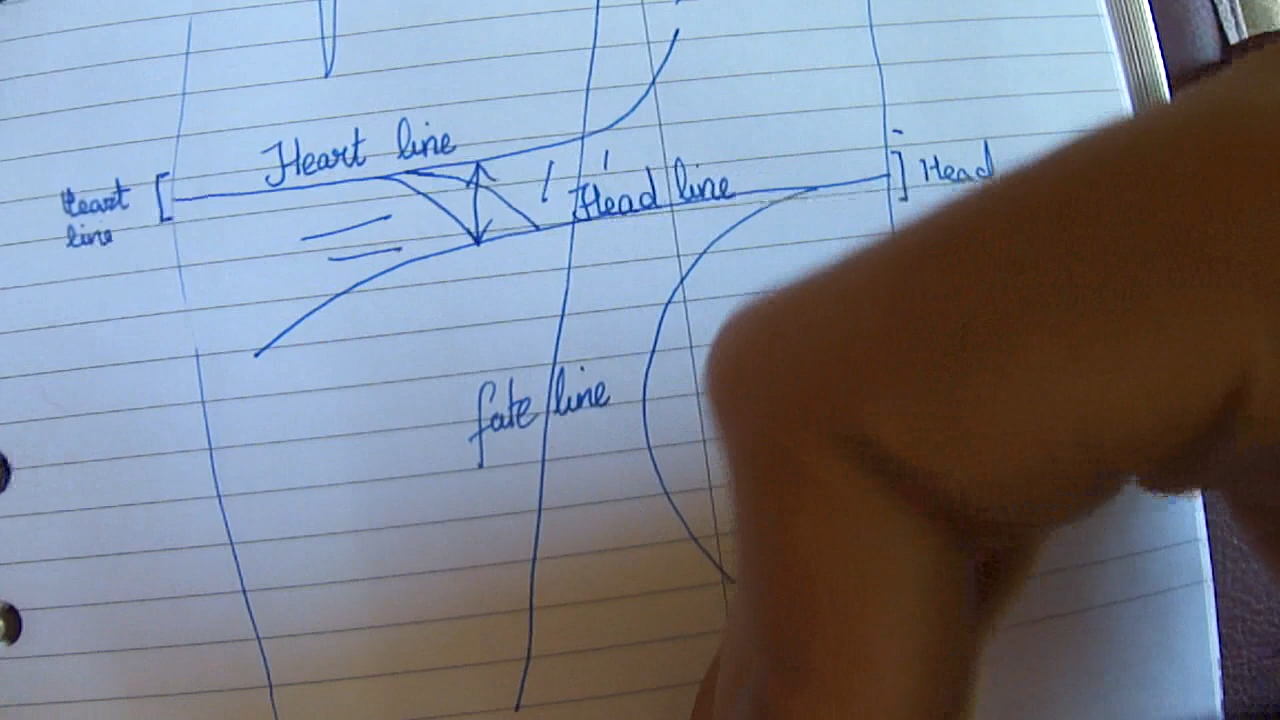 Heart line
Heart
line
Head line
Head
fate line